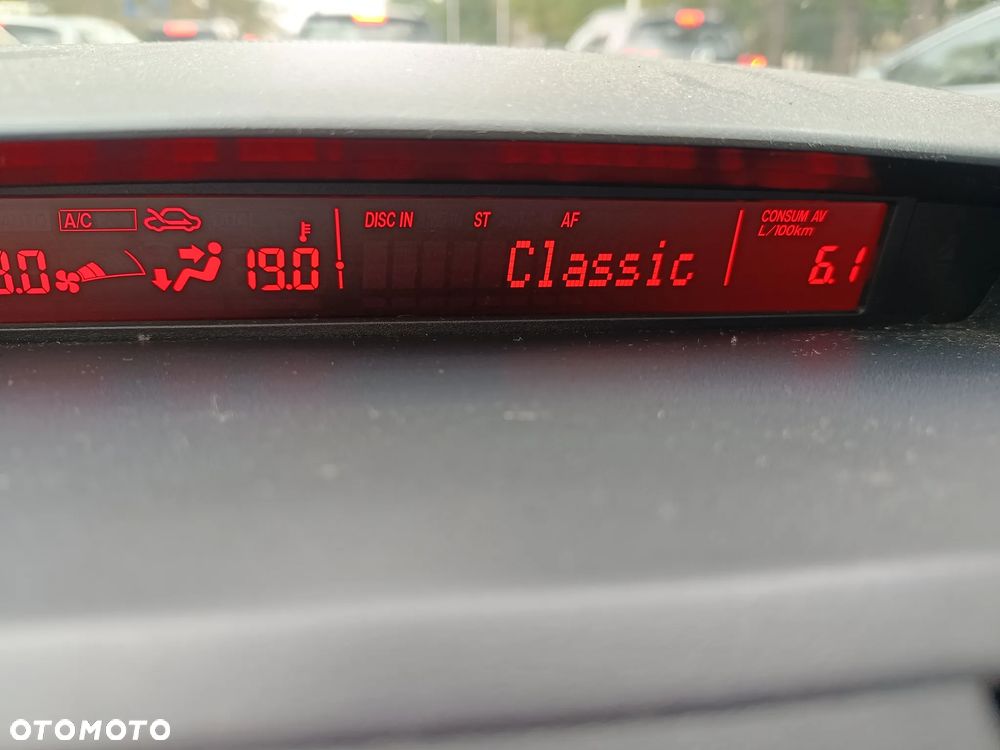 A/C DISC IN ST AF CONSUM AV
L/100km
19.0 Classic 6.1
OTOMOTO